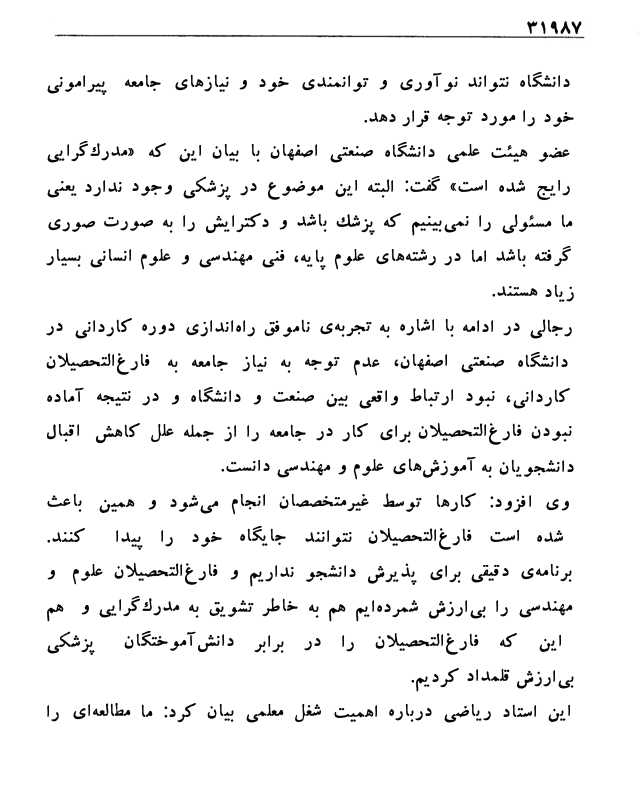 ۳۱۹۸۷
دانشگاه نتواند نوآوری و توانمندی خود و نیازهای جامعه پیرامونی
خود را مورد توجه قرار دهد.
عضو هیئت علمی دانشگاه صنعتی اصفهان با بیان این که «مدرك‌گرایی
رایج شده است» گفت: البته این موضوع در پزشکی وجود ندارد یعنی
ما مسئولی را نمی‌بینیم که پزشك باشد و دکترایش را به صورت صوری
گرفته باشد اما در رشته‌های علوم پایه، فنی مهندسی و علوم انسانی بسیار
زیاد هستند.
رجالی در ادامه با اشاره به تجربه‌ی ناموفق راه‌اندازی دوره کاردانی در
دانشگاه صنعتی اصفهان، عدم توجه به نیاز جامعه به فارغ‌التحصیلان
کاردانی، نبود ارتباط واقعی بین صنعت و دانشگاه و در نتیجه آماده
نبودن فارغ‌التحصیلان برای کار در جامعه را از جمله علل کاهش اقبال
دانشجویان به آموزش‌های علوم و مهندسی دانست.
وی افزود: کارها توسط غیرمتخصصان انجام می‌شود و همین باعث
شده است فارغ‌التحصیلان نتوانند جایگاه خود را پیدا کنند.
برنامه‌ی دقیقی برای پذیرش دانشجو نداریم و فارغ‌التحصیلان علوم و
مهندسی را بی‌ارزش شمرده‌ایم هم به خاطر تشویق به مدرك‌گرایی و هم
این که فارغ‌التحصیلان را در برابر دانش‌آموختگان پزشکی
بی‌ارزش قلمداد کردیم.
این استاد ریاضی درباره اهمیت شغل معلمی بیان کرد: ما مطالعه‌ای را